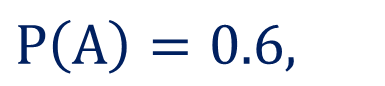 P(A) = 0.6,